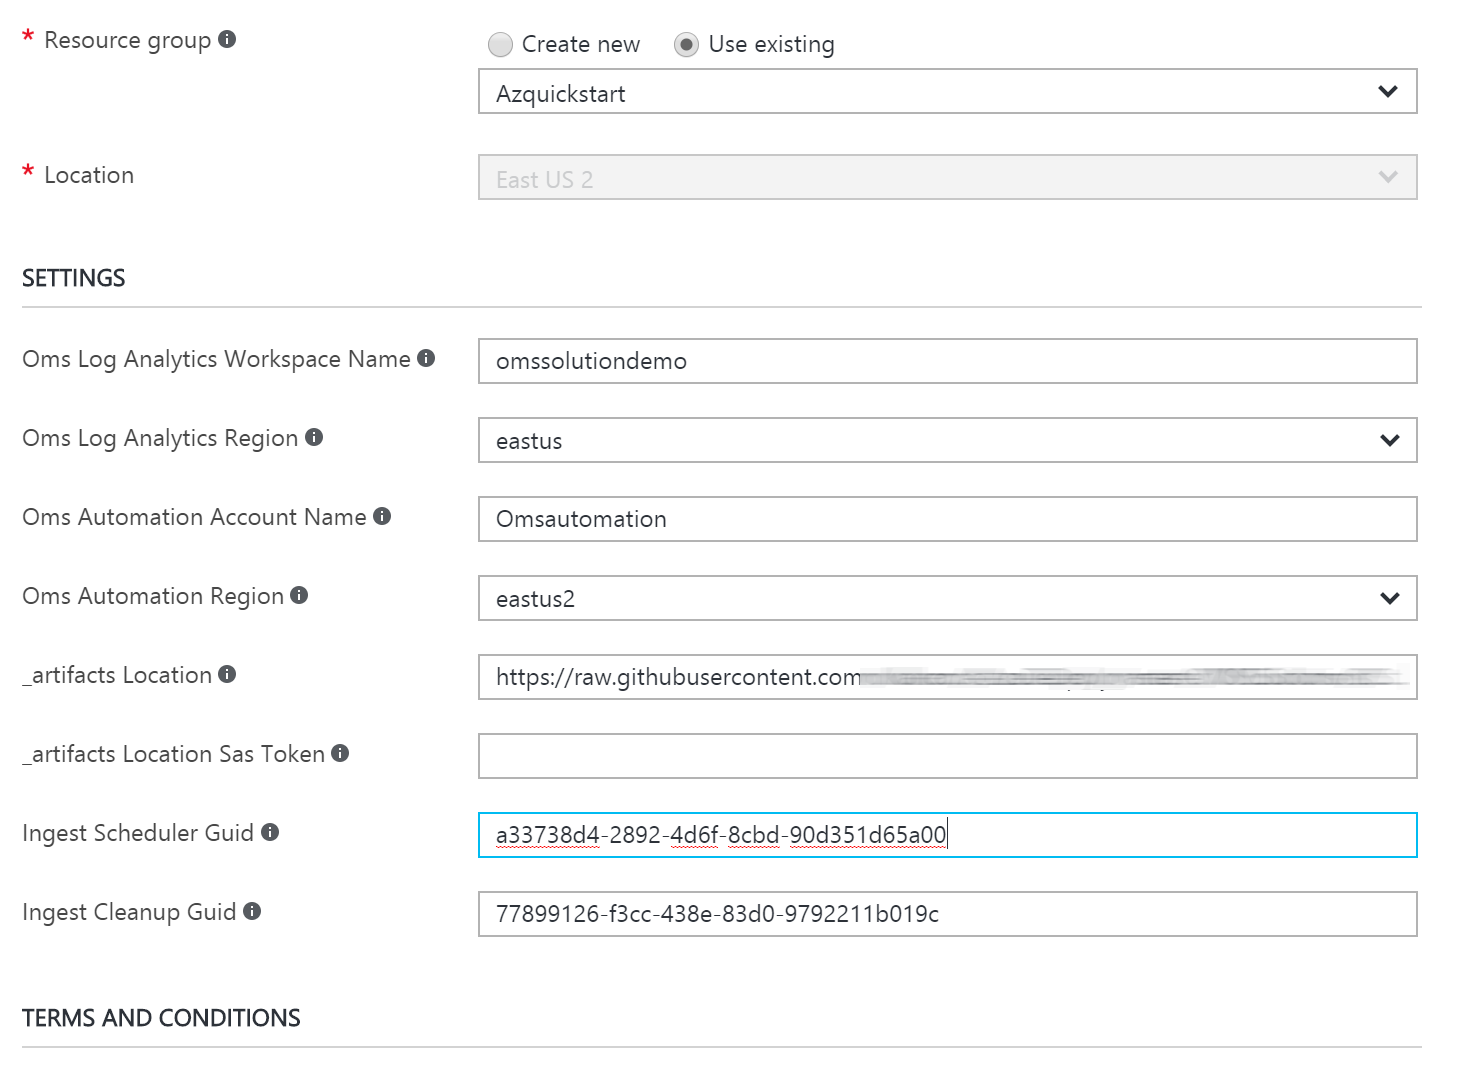 * Resource group
Create new Use existing
Azquickstart
* Location
East US 2
SETTINGS
Oms Log Analytics Workspace Name
omssolutiondemo
Oms Log Analytics Region
eastus
Oms Automation Account Name
Omsautomation
Oms Automation Region
eastus2
_artifacts Location
https://raw.githubusercontent.com
_artifacts Location Sas Token
Ingest Scheduler Guid
a33738d4-2892-4d6f-8cbd-90d351d65a00
Ingest Cleanup Guid
77899126-f3cc-438e-83d0-9792211b019c
TERMS AND CONDITIONS